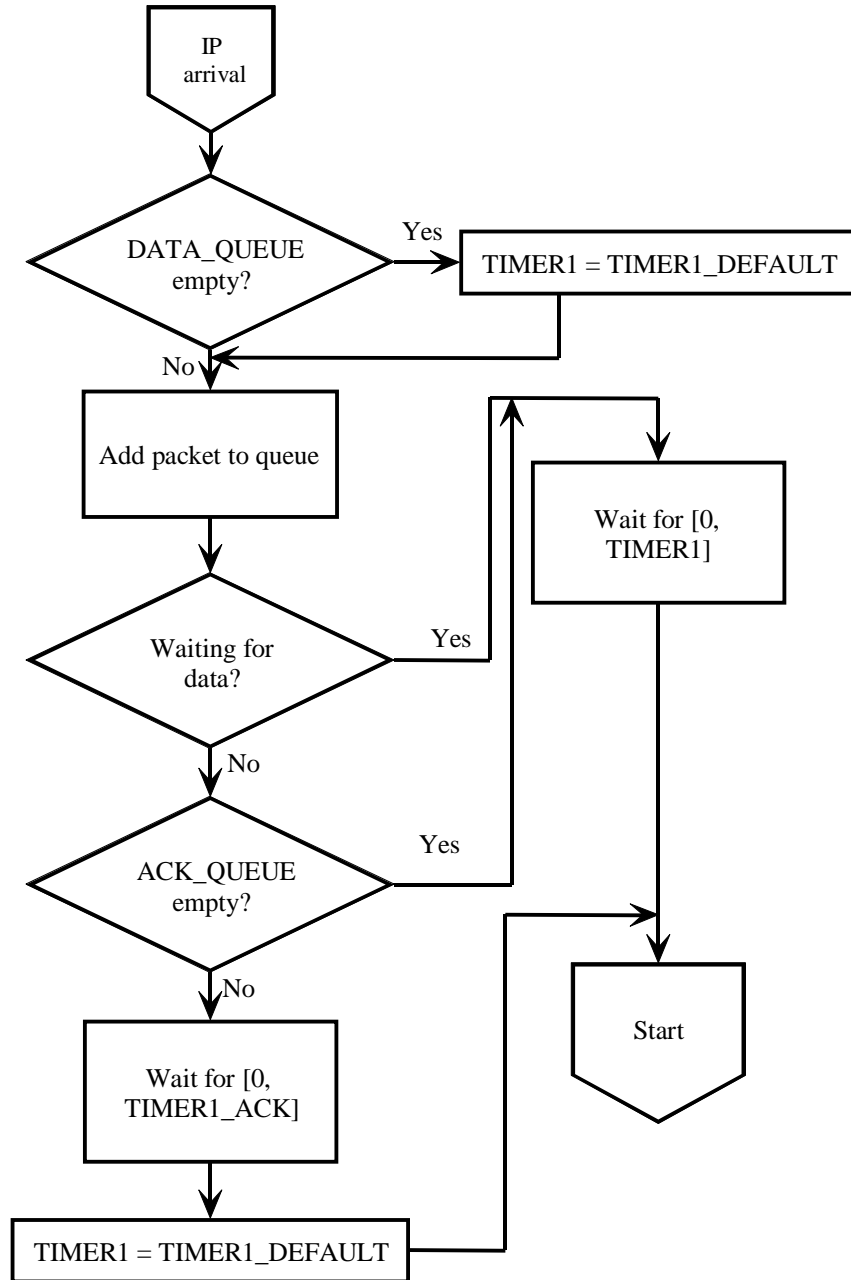 IP
arrival
DATA_QUEUE
empty?
Yes
TIMER1 = TIMER1_DEFAULT
No
Add packet to queue
Wait for [0,
TIMER1]
Waiting for
data?
Yes
No
ACK_QUEUE
empty?
Yes
No
Start
Wait for [0,
TIMER1_ACK]
TIMER1 = TIMER1_DEFAULT